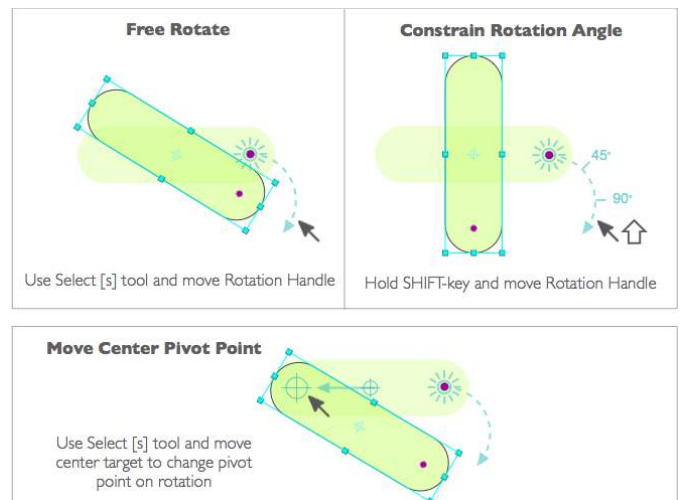 Free Rotate
Use Select [s] tool and move Rotation Handle
Constrain Rotation Angle
45°
90°
Hold SHIFT-key and move Rotation Handle
Move Center Pivot Point
Use Select [s] tool and move
center target to change pivot
point on rotation